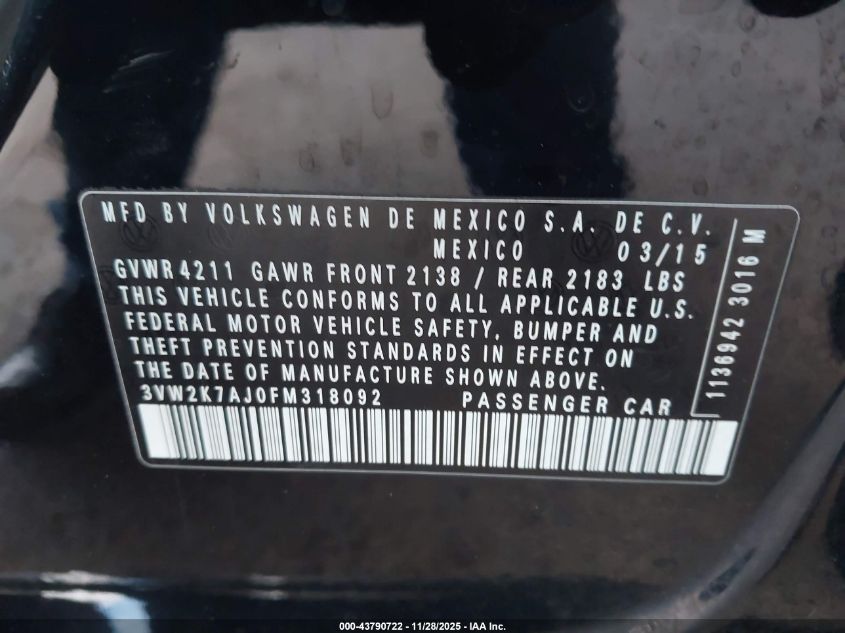 MFD BY VOLKSWAGEN DE MEXICO S.A. DE C.V.
MEXICO 03/15
GVWR 4211 GAWR FRONT 2138 / REAR 2183 LBS
THIS VEHICLE CONFORMS TO ALL APPLICABLE U.S.
FEDERAL MOTOR VEHICLE SAFETY, BUMPER AND
THEFT PREVENTION STANDARDS IN EFFECT ON
THE DATE OF MANUFACTURE SHOWN ABOVE.
3VW2K7AJ0FM318092 PASSENGER CAR
1136942 3016 M
000-43790722 - 11/28/2025 - IAA Inc.